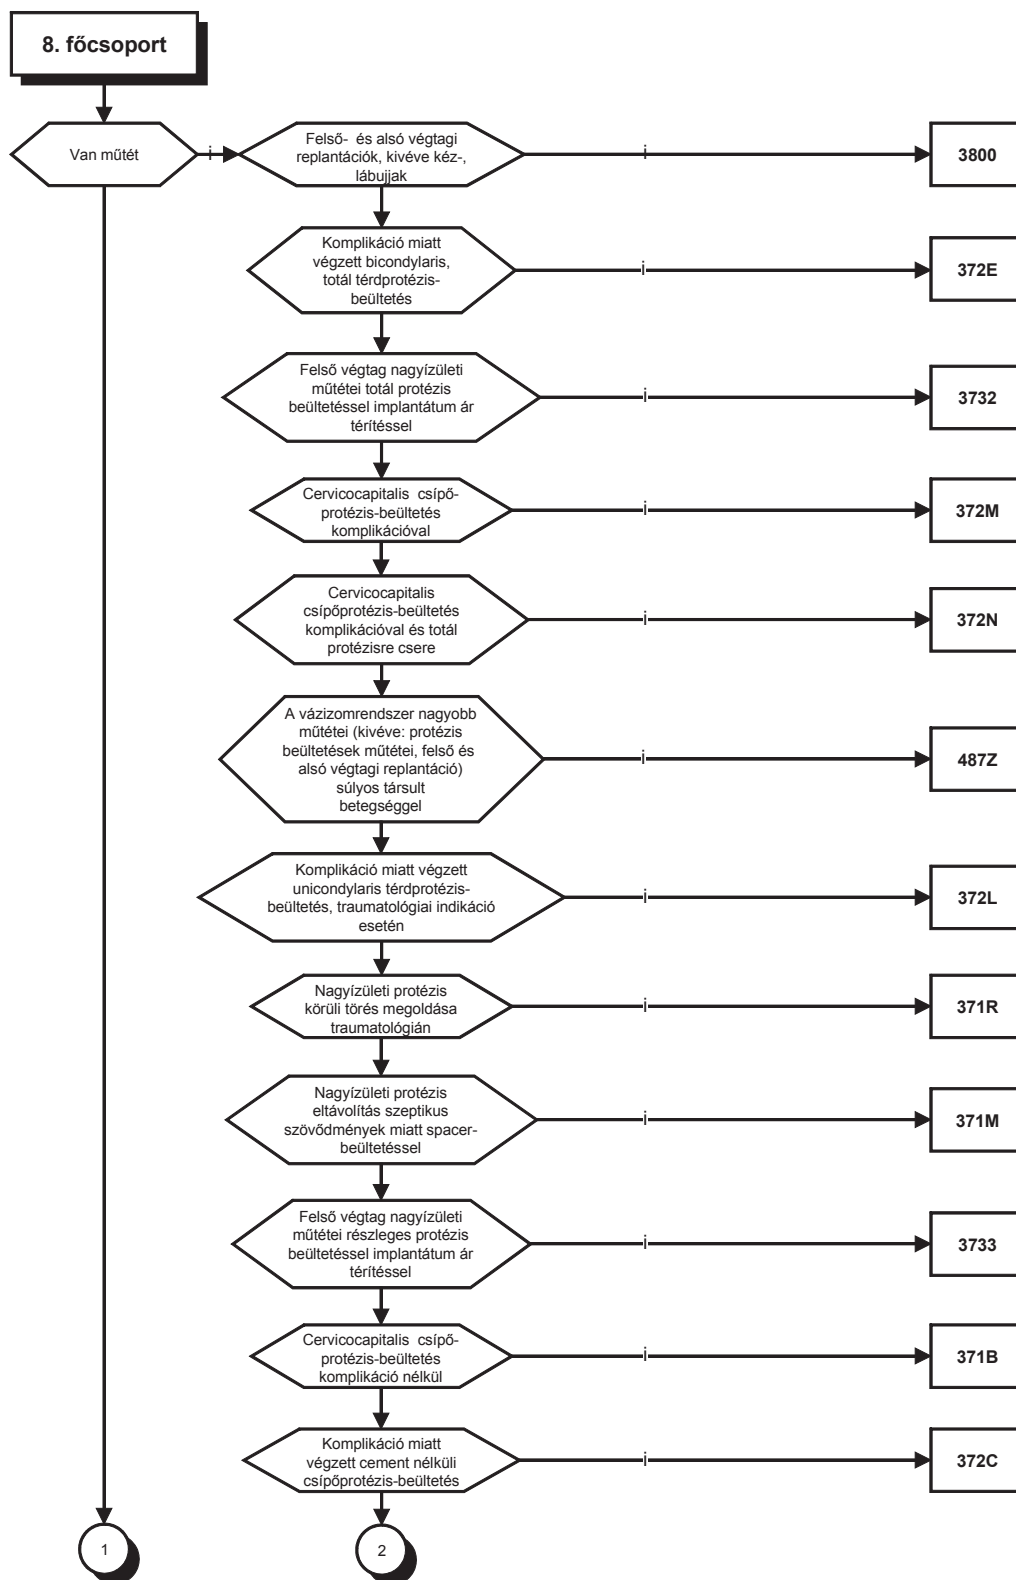 8. főcsoport
Van műtét
i
Felső- és alsó végtagi
replantációk, kivéve kéz-,
lábujjak
i
3800
Komplikáció miatt
végzett bicondylaris,
totál térdprotézis-
beültetés
i
372E
Felső végtag nagyízületi
műtétei totál protézis
beültetéssel implantátum ár
térítéssel
i
3732
Cervicocapitalis csípő-
protézis-beültetés
komplikációval
i
372M
Cervicocapitalis
csípőprotézis-beültetés
komplikációval és totál
protézisre csere
i
372N
A vázizomrendszer nagyobb
műtétei (kivéve: protézis
beültetések műtétei, felső és
alsó végtagi replantáció)
súlyos társult
betegséggel
i
487Z
Komplikáció miatt végzett
unicondylaris térdprotézis-
beültetés, traumatológiai indikáció
esetén
i
372L
Nagyízületi protézis
körüli törés megoldása
traumatológián
i
371R
Nagyízületi protézis
eltávolítás szeptikus
szövődmények miatt spacer-
beültetéssel
i
371M
Felső végtag nagyízületi
műtétei részleges protézis
beültetéssel implantátum ár
térítéssel
i
3733
Cervicocapitalis csípő-
protézis-beültetés
komplikáció nélkül
i
371B
Komplikáció miatt
végzett cement nélküli
csípőprotézis-beültetés
i
372C
1
2